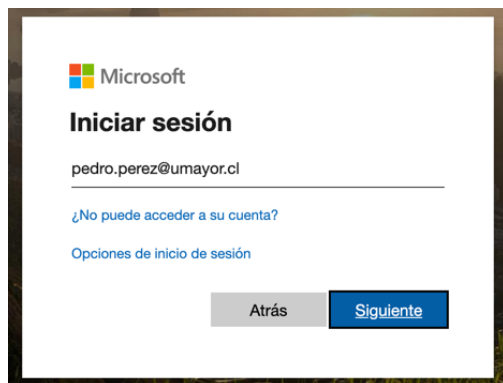 Microsoft
Iniciar sesión
pedro.perez@umayor.cl
¿No puede acceder a su cuenta?
Opciones de inicio de sesión
Atrás Siguiente